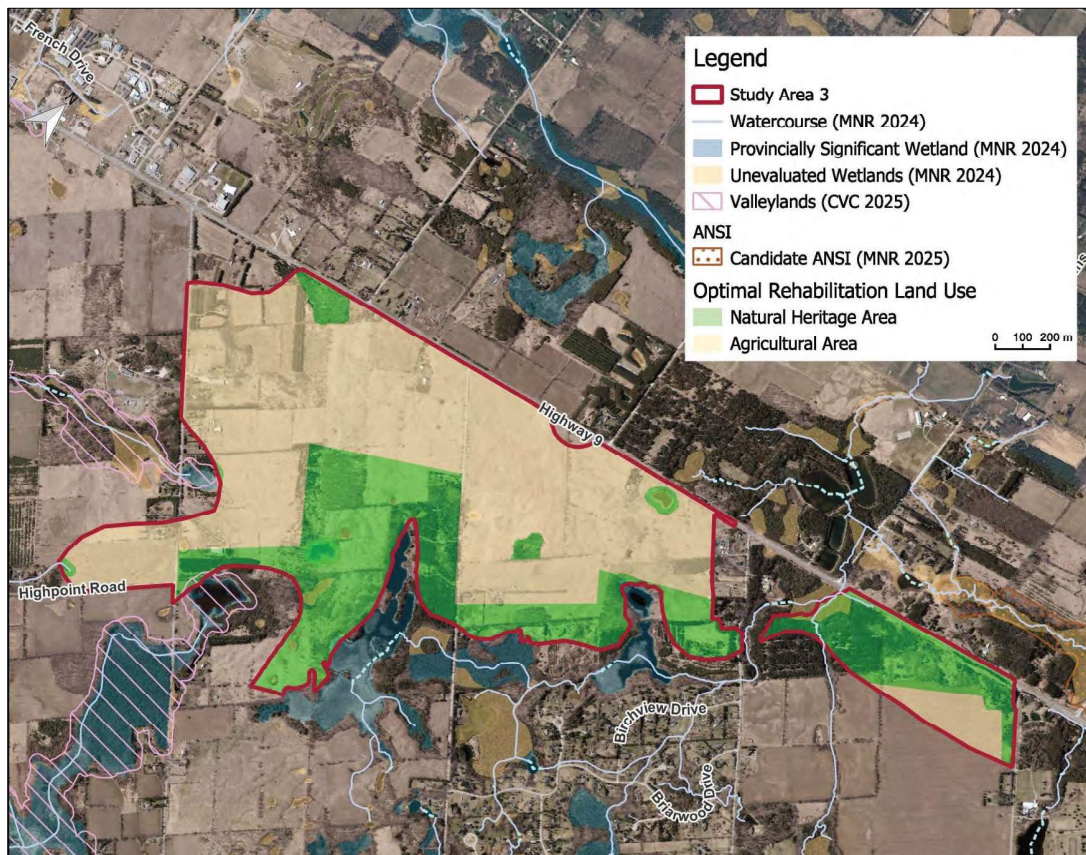 French Drive
Legend
Study Area 3
Watercourse (MNR 2024)
Provincially Significant Wetland (MNR 2024)
Unevaluated Wetlands (MNR 2024)
Valleylands (CVC 2025)
ANSI
Candidate ANSI (MNR 2025)
Optimal Rehabilitation Land Use
Natural Heritage Area
Agricultural Area
0 100 200 m
Highway 9
Highpoint Road
Birchview Drive
Briarwood Drive